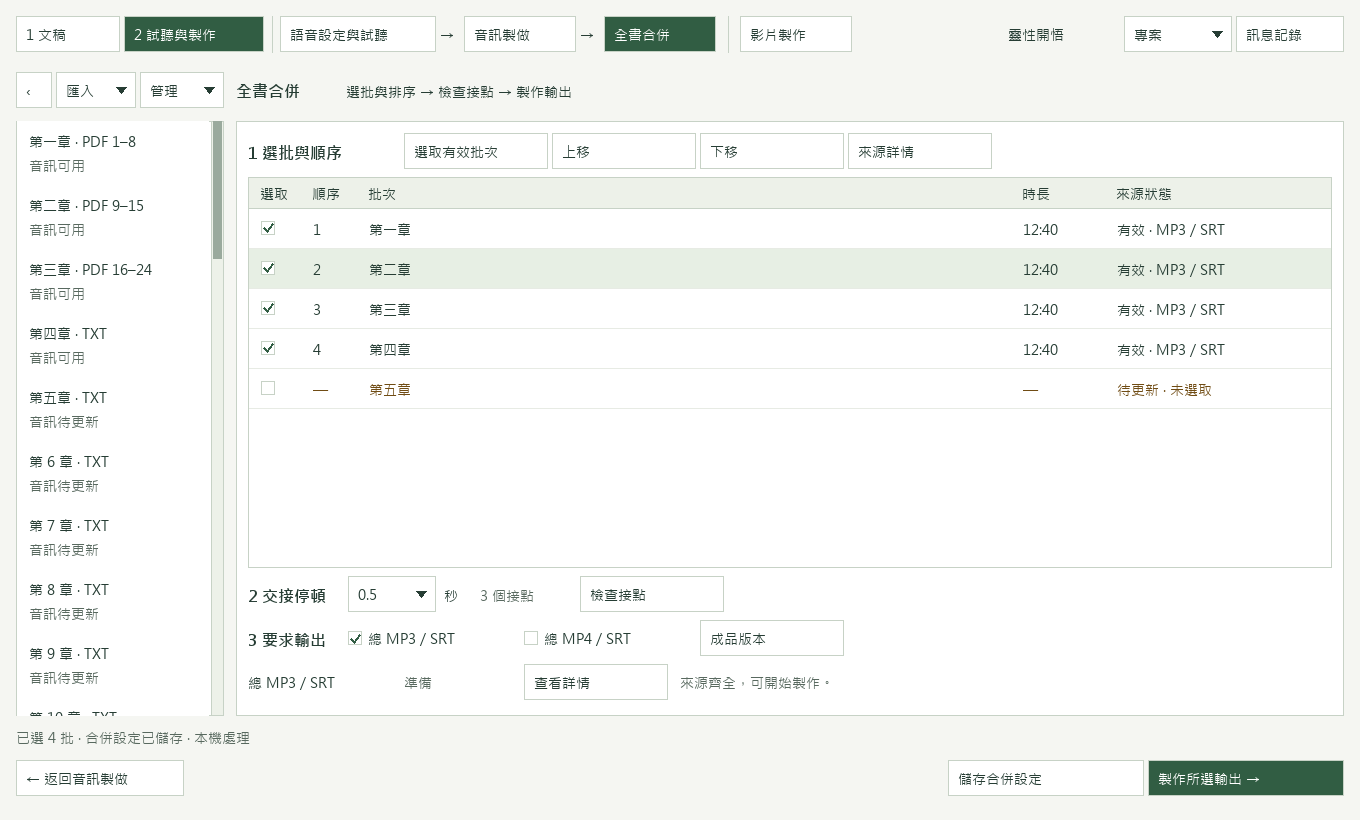 1 文稿 2 試聽與製作 語音設定與試聽 → 音訊製做 → 全書合併 影片製作 靈性開悟 專案 訊息記錄
‹ 匯入 管理 全書合併 選批與排序 → 檢查接點 → 製作輸出
第一章 · PDF 1–8
音訊可用
第二章 · PDF 9–15
音訊可用
第三章 · PDF 16–24
音訊可用
第四章 · TXT
音訊可用
第五章 · TXT
音訊待更新
第 6 章 · TXT
音訊待更新
第 7 章 · TXT
音訊待更新
第 8 章 · TXT
音訊待更新
第 9 章 · TXT
音訊待更新
第 10 章 · TXT
1 選批與順序 選取有效批次 上移 下移 來源詳情
選取 順序 批次 時長 來源狀態
1 第一章 12:40 有效 · MP3 / SRT
2 第二章 12:40 有效 · MP3 / SRT
3 第三章 12:40 有效 · MP3 / SRT
4 第四章 12:40 有效 · MP3 / SRT
— 第五章 — 待更新 · 未選取
2 交接停頓 0.5 秒 3 個接點 檢查接點
3 要求輸出 總 MP3 / SRT 總 MP4 / SRT 成品版本
總 MP3 / SRT 準備 查看詳情 來源齊全，可開始製作。
已選 4 批 · 合併設定已儲存 · 本機處理
← 返回音訊製做 儲存合併設定 製作所選輸出 →